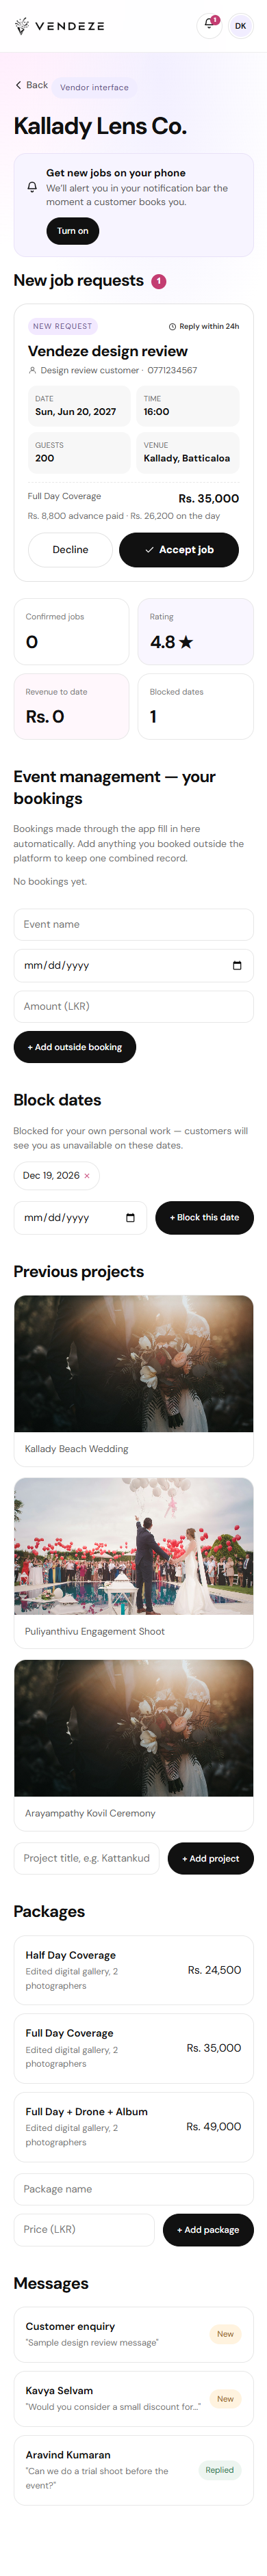 VENDEZE
1
DK
Back
Vendor interface
Kallady Lens Co.
Get new jobs on your phone
We'll alert you in your notification bar the
moment a customer books you.
Turn on
New job requests 1
NEW REQUEST
Reply within 24h
Vendeze design review
Design review customer · 0771234567
DATE
Sun, Jun 20, 2027
TIME
16:00
GUESTS
200
VENUE
Kallady, Batticaloa
Full Day Coverage
Rs. 35,000
Rs. 8,800 advance paid · Rs. 26,200 on the day
Decline
Accept job
Confirmed jobs
0
Rating
4.8 ★
Revenue to date
Rs. 0
Blocked dates
1
Event management — your
bookings
Bookings made through the app fill in here
automatically. Add anything you booked outside the
platform to keep one combined record.
No bookings yet.
Event name
mm/dd/yyyy
Amount (LKR)
+ Add outside booking
Block dates
Blocked for your own personal work — customers will
see you as unavailable on these dates.
Dec 19, 2026 ×
mm/dd/yyyy
+ Block this date
Previous projects
Kallady Beach Wedding
Puliyanthivu Engagement Shoot
Arayampathy Kovil Ceremony
Project title, e.g. Kattankud
+ Add project
Packages
Half Day Coverage
Edited digital gallery, 2
photographers
Rs. 24,500
Full Day Coverage
Edited digital gallery, 2
photographers
Rs. 35,000
Full Day + Drone + Album
Edited digital gallery, 2
photographers
Rs. 49,000
Package name
Price (LKR)
+ Add package
Messages
Customer enquiry
"Sample design review message"
New
Kavya Selvam
"Would you consider a small discount for…"
New
Aravind Kumaran
"Can we do a trial shoot before the
event?"
Replied